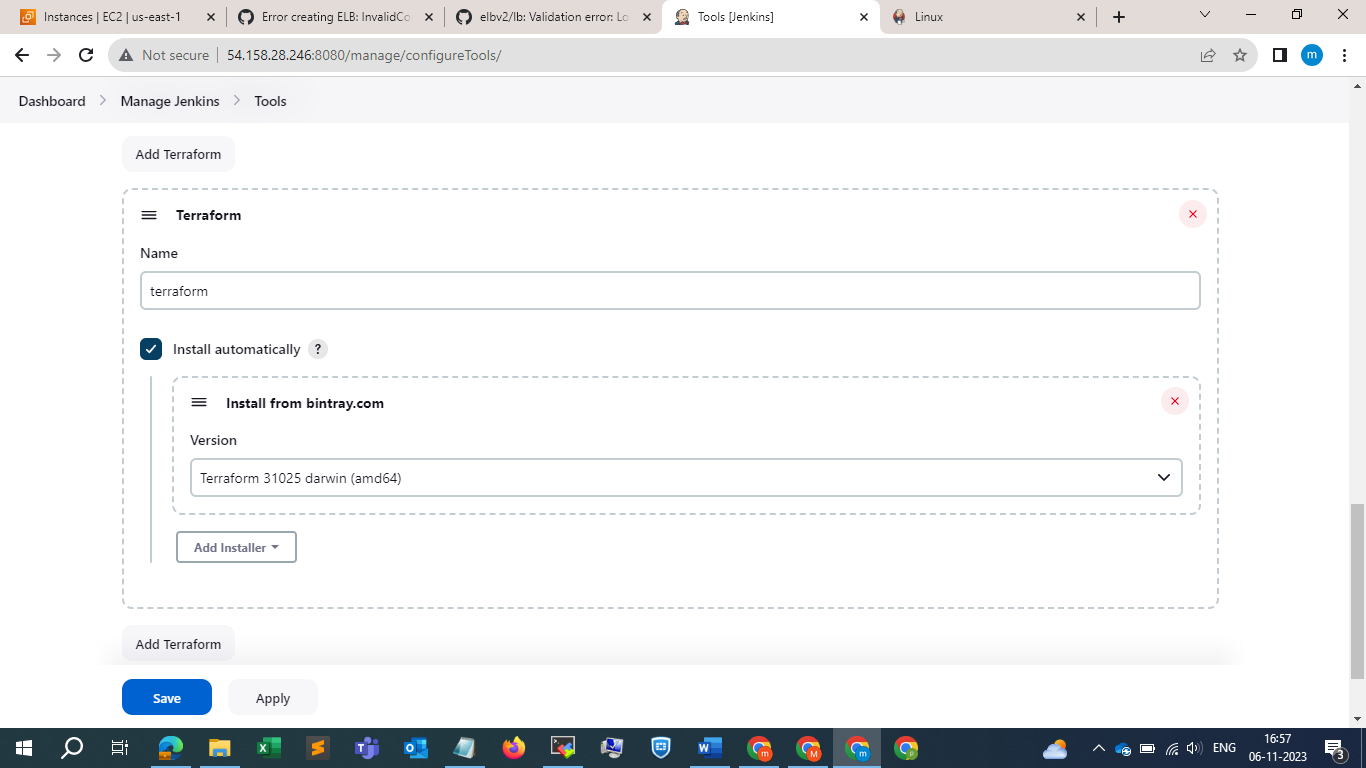 Instances | EC2 | us-east-1
Error creating ELB: InvalidCo
elbv2/lb: Validation error: Lo
Tools [Jenkins]
Linux
Not secure
54.158.28.246:8080/manage/configureTools/
m
Dashboard
Manage Jenkins
Tools
Add Terraform
Terraform
Name
terraform
Install automatically
?
Install from bintray.com
Version
Terraform 31025 darwin (amd64)
Add Installer
Add Terraform
Save
Apply
ENG
16:57
06-11-2023
3